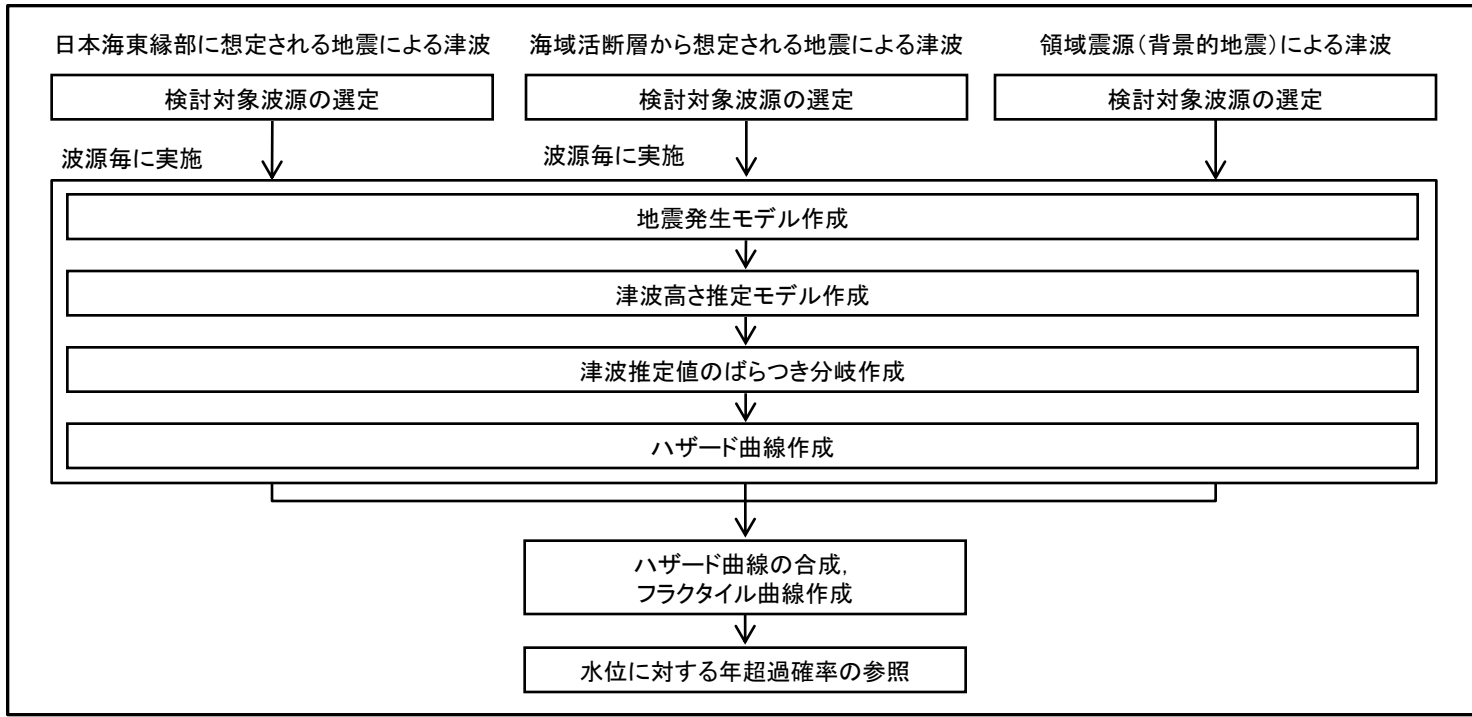 日本海東縁部に想定される地震による津波
海域活断層から想定される地震による津波
領域震源(背景的地震)による津波
検討対象波源の選定
検討対象波源の選定
検討対象波源の選定
波源毎に実施
波源毎に実施
地震発生モデル作成
津波高さ推定モデル作成
津波推定値のばらつき分岐作成
ハザード曲線作成
ハザード曲線の合成,
フラクタイル曲線作成
水位に対する年超過確率の参照